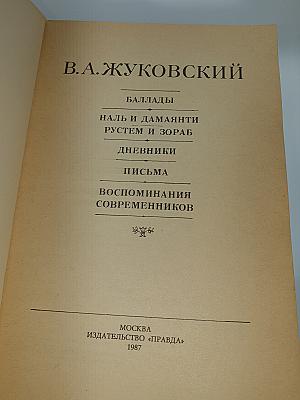 В.А.ЖУКОВСКИЙ
БАЛЛАДЫ
НАЛЬ И ДАМАЯНТИ
РУСТЕМ И ЗОРАБ
ДНЕВНИКИ
ПИСЬМА
ВОСПОМИНАНИЯ
СОВРЕМЕННИКОВ
МОСКВА
ИЗДАТЕЛЬСТВО «ПРАВДА»
1987